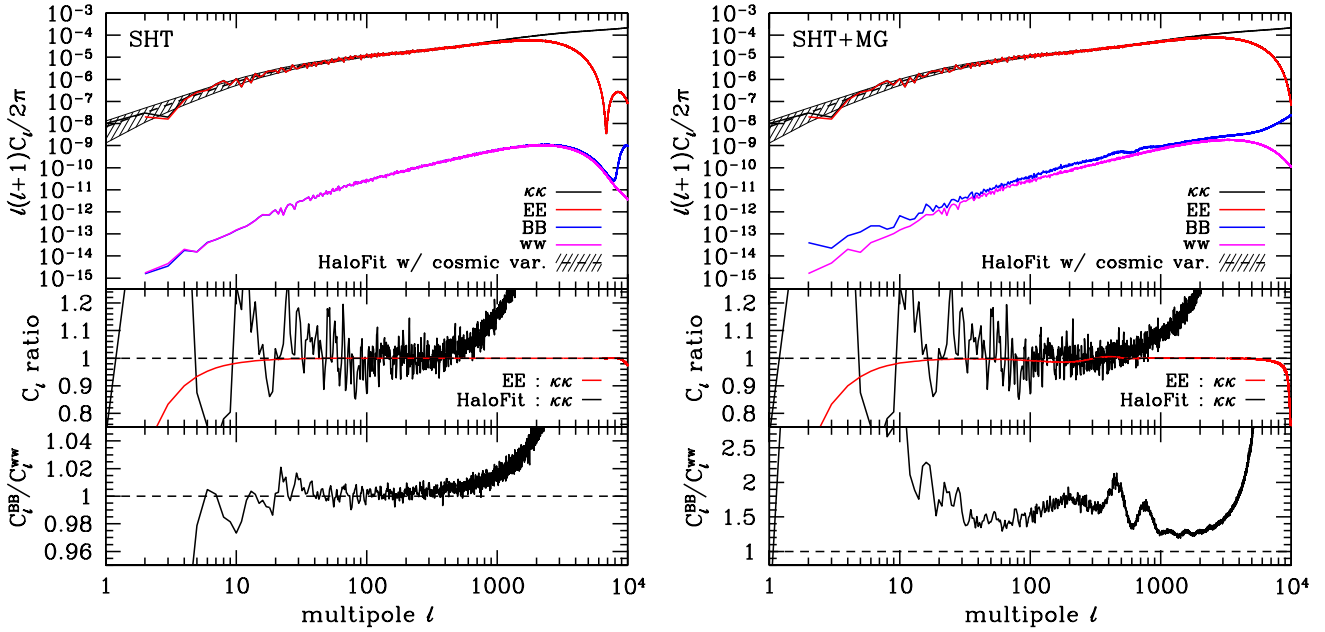 SHT
l(l+1)C_l/2π
10⁻³
10⁻⁴
10⁻⁵
10⁻⁶
10⁻⁷
10⁻⁸
10⁻⁹
10⁻¹⁰
10⁻¹¹
10⁻¹²
10⁻¹³
10⁻¹⁴
10⁻¹⁵
κκ
EE
BB
ww
HaloFit w/ cosmic var.
C_l ratio
1.2
1.1
1
0.9
0.8
EE : κκ
HaloFit : κκ
C_l^BB/C_l^ww
1.04
1.02
1
0.98
0.96
1 10 100 1000 10⁴
multipole l
SHT+MG
l(l+1)C_l/2π
10⁻³
10⁻⁴
10⁻⁵
10⁻⁶
10⁻⁷
10⁻⁸
10⁻⁹
10⁻¹⁰
10⁻¹¹
10⁻¹²
10⁻¹³
10⁻¹⁴
10⁻¹⁵
κκ
EE
BB
ww
HaloFit w/ cosmic var.
C_l ratio
1.2
1.1
1
0.9
0.8
EE : κκ
HaloFit : κκ
C_l^BB/C_l^ww
2.5
2
1.5
1
1 10 100 1000 10⁴
multipole l